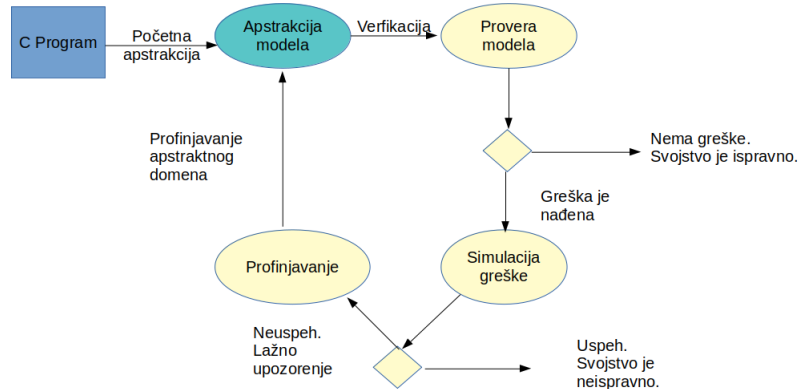 C Program
Početna
apstrakcija
Apstrakcija
modela
Verfikacija
Provera
modela
Nema greške.
Svojstvo je ispravno.
Greška je
nađena
Profinjavanje
apstraktnog
domena
Profinjavanje
Simulacija
greške
Neuspeh.
Lažno
upozorenje
Uspeh.
Svojstvo je
neispravno.